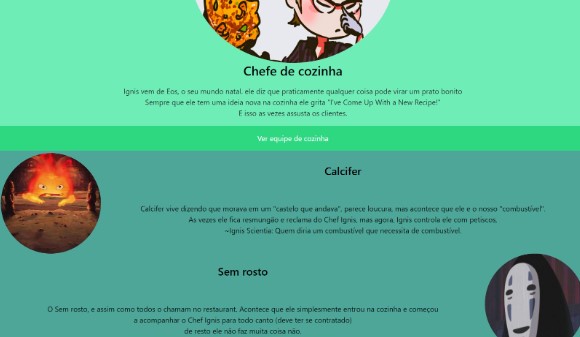 Chefe de cozinha
Ignis vem de Eos, o seu mundo natal. ele diz que praticamente qualquer coisa pode virar um prato bonito
Sempre que ele tem uma ideia nova na cozinha ele grita "I've Come Up With a New Recipe!"
E isso as vezes assusta os clientes.
Ver equipe de cozinha
Calcifer
Calcifer vive dizendo que morava em um "castelo que andava", parece loucura, mas acontece que ele e o nosso "combustível".
As vezes ele fica resmungão e reclama do Chef Ignis, mas agora, Ignis controla ele com petiscos,
~Ignis Scientia: Quem diria um combustível que necessita de combustível.
Sem rosto
O Sem rosto, e assim como todos o chamam no restaurant. Acontece que ele simplesmente entrou na cozinha e começou
a acompanhar o Chef Ignis para todo canto (deve ter se contratado)
de resto ele não faz muita coisa não.